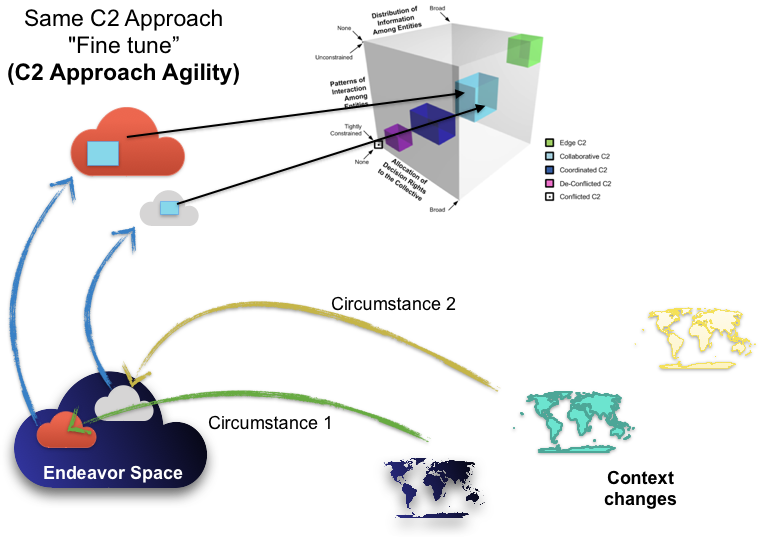 Same C2 Approach
"Fine tune”
(C2 Approach Agility)
Distribution of
Information
Among Entities
Broad
None
Unconstrained
Patterns of
Interaction
Among
Entities
Tightly
Constrained
None
Allocation of
Decision Rights
to the Collective
Broad
Edge C2
Collaborative C2
Coordinated C2
De-Conflicted C2
Conflicted C2
Circumstance 2
Circumstance 1
Endeavor Space
Context
changes